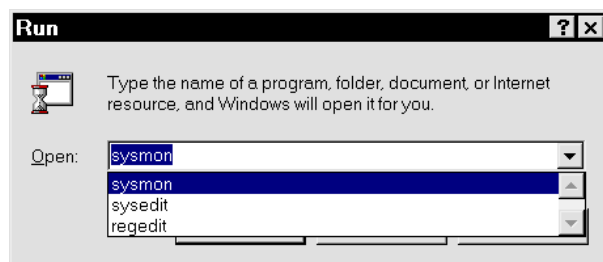 Run
Type the name of a program, folder, document, or Internet
resource, and Windows will open it for you.
Open: sysmon
sysmon
sysedit
regedit